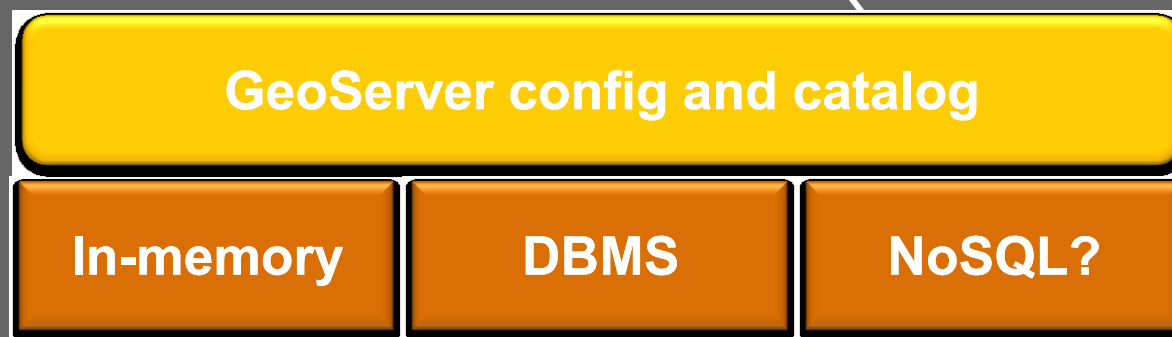 GeoServer config and catalog
In-memory
DBMS
NoSQL?